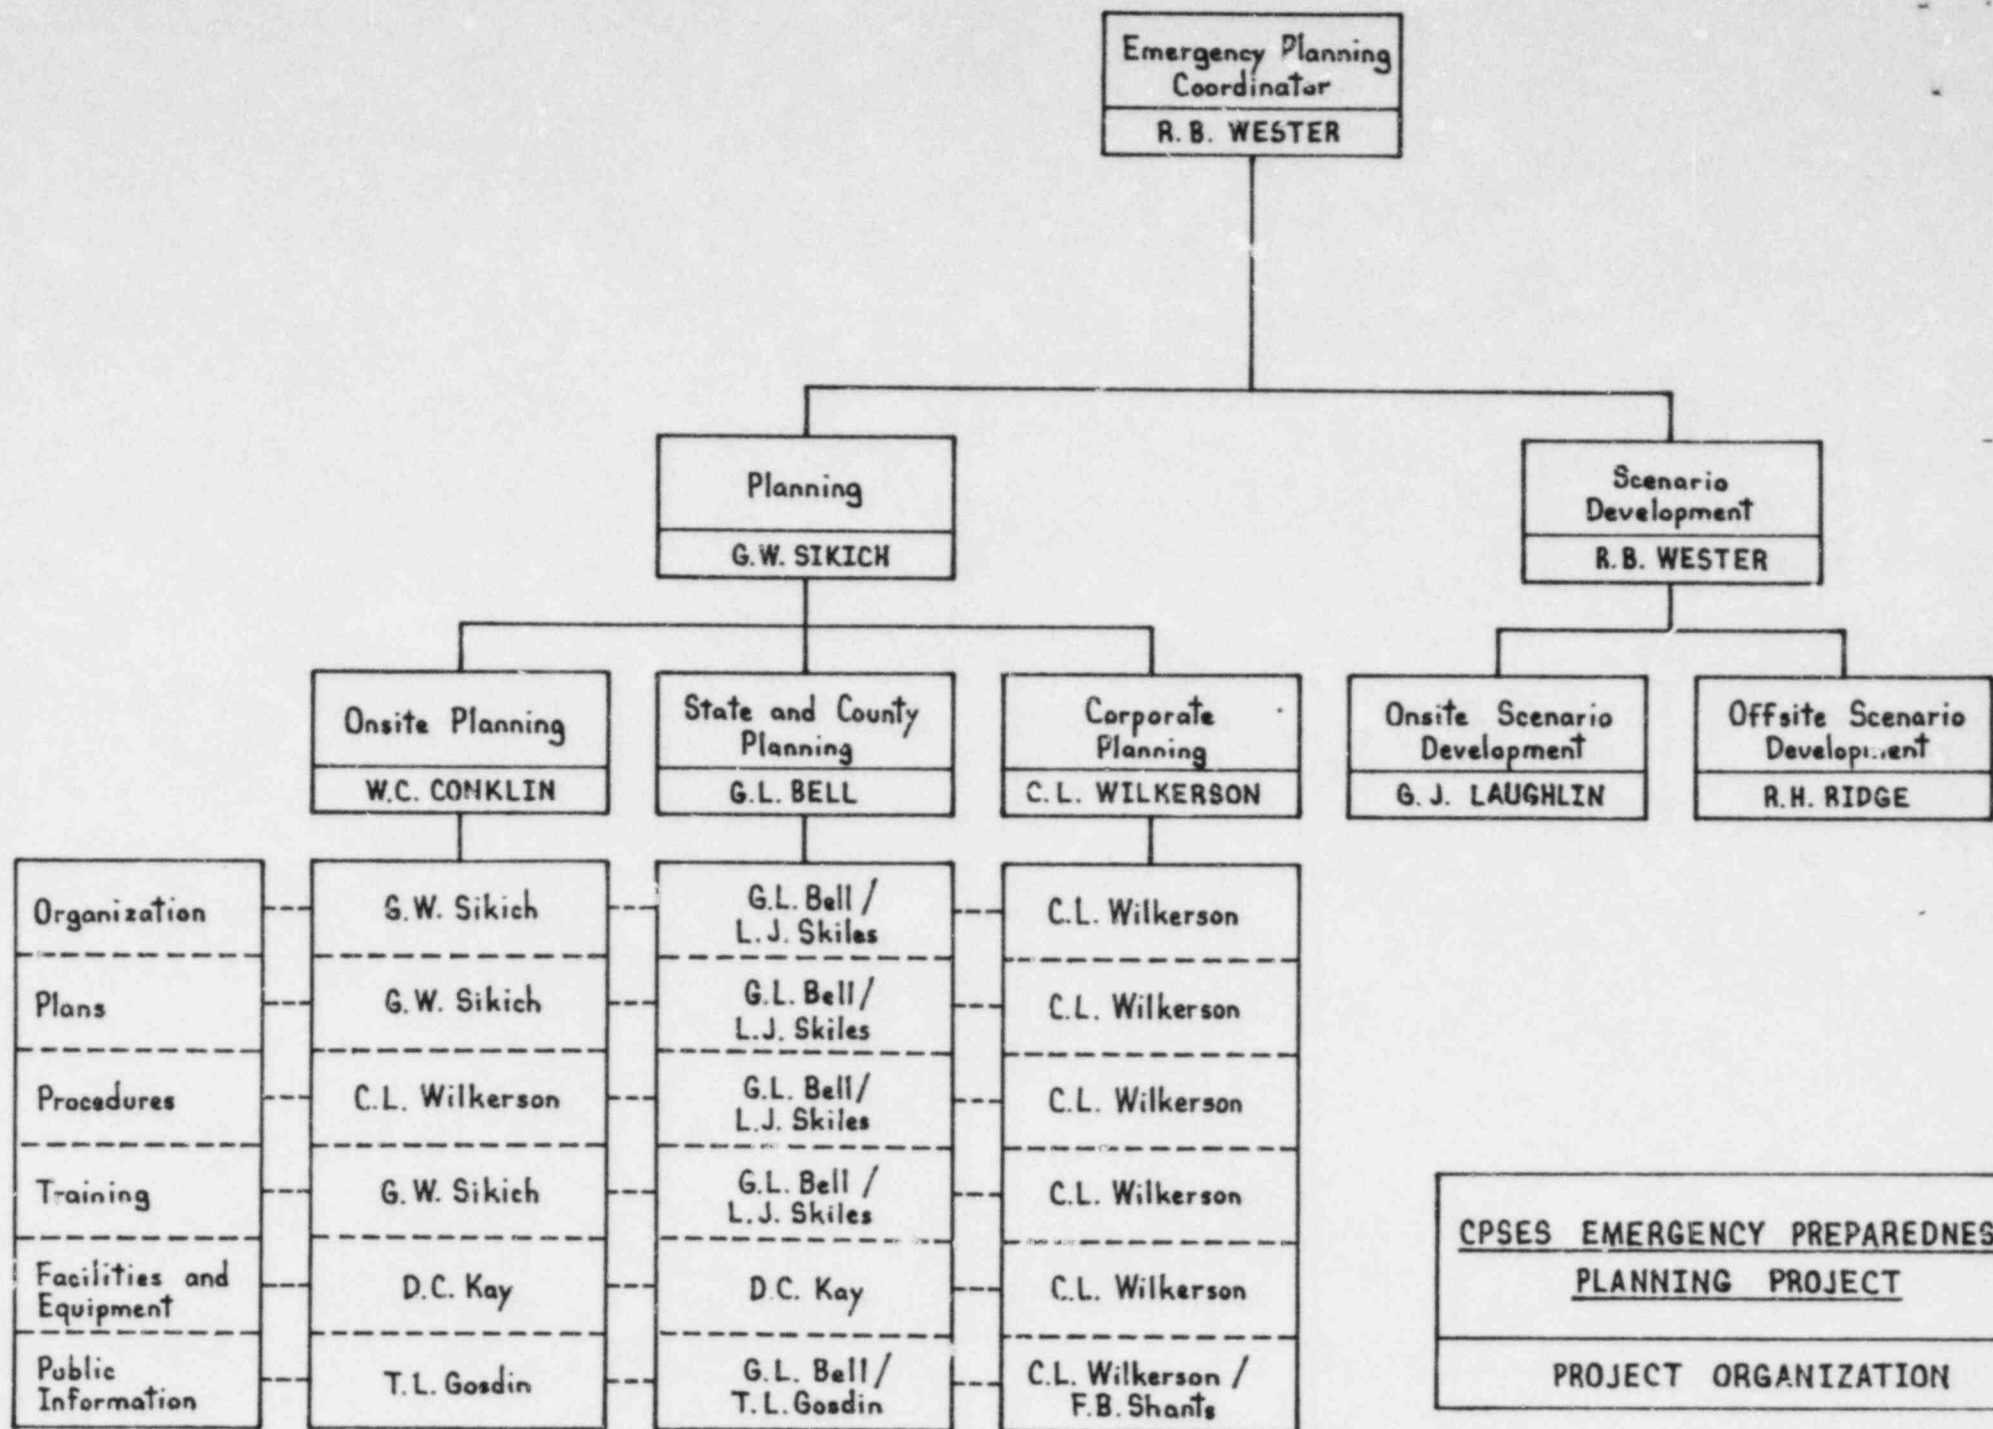 Emergency Planning
Coordinator
R. B. WESTER
Planning
G.W. SIKICH
Scenario
Development
R.B. WESTER
Onsite Planning
W.C. CONKLIN
State and County
Planning
G.L. BELL
Corporate
Planning
C.L. WILKERSON
Onsite Scenario
Development
G. J. LAUGHLIN
Offsite Scenario
Development
R.H. RIDGE
Organization
G.W. Sikich
G.L. Bell /
L.J. Skiles
C.L. Wilkerson
Plans
G.W. Sikich
G.L. Bell /
L.J. Skiles
C.L. Wilkerson
Procedures
C.L. Wilkerson
G.L. Bell/
L.J. Skiles
C.L. Wilkerson
Training
G.W. Sikich
G.L. Bell /
L.J. Skiles
C.L. Wilkerson
Facilities and
Equipment
D.C. Kay
D.C. Kay
C.L. Wilkerson
Public
Information
T.L. Gosdin
G.L. Bell /
T.L. Gosdin
C.L. Wilkerson /
F.B. Shants
CPSES EMERGENCY PREPAREDNES
PLANNING PROJECT
PROJECT ORGANIZATION